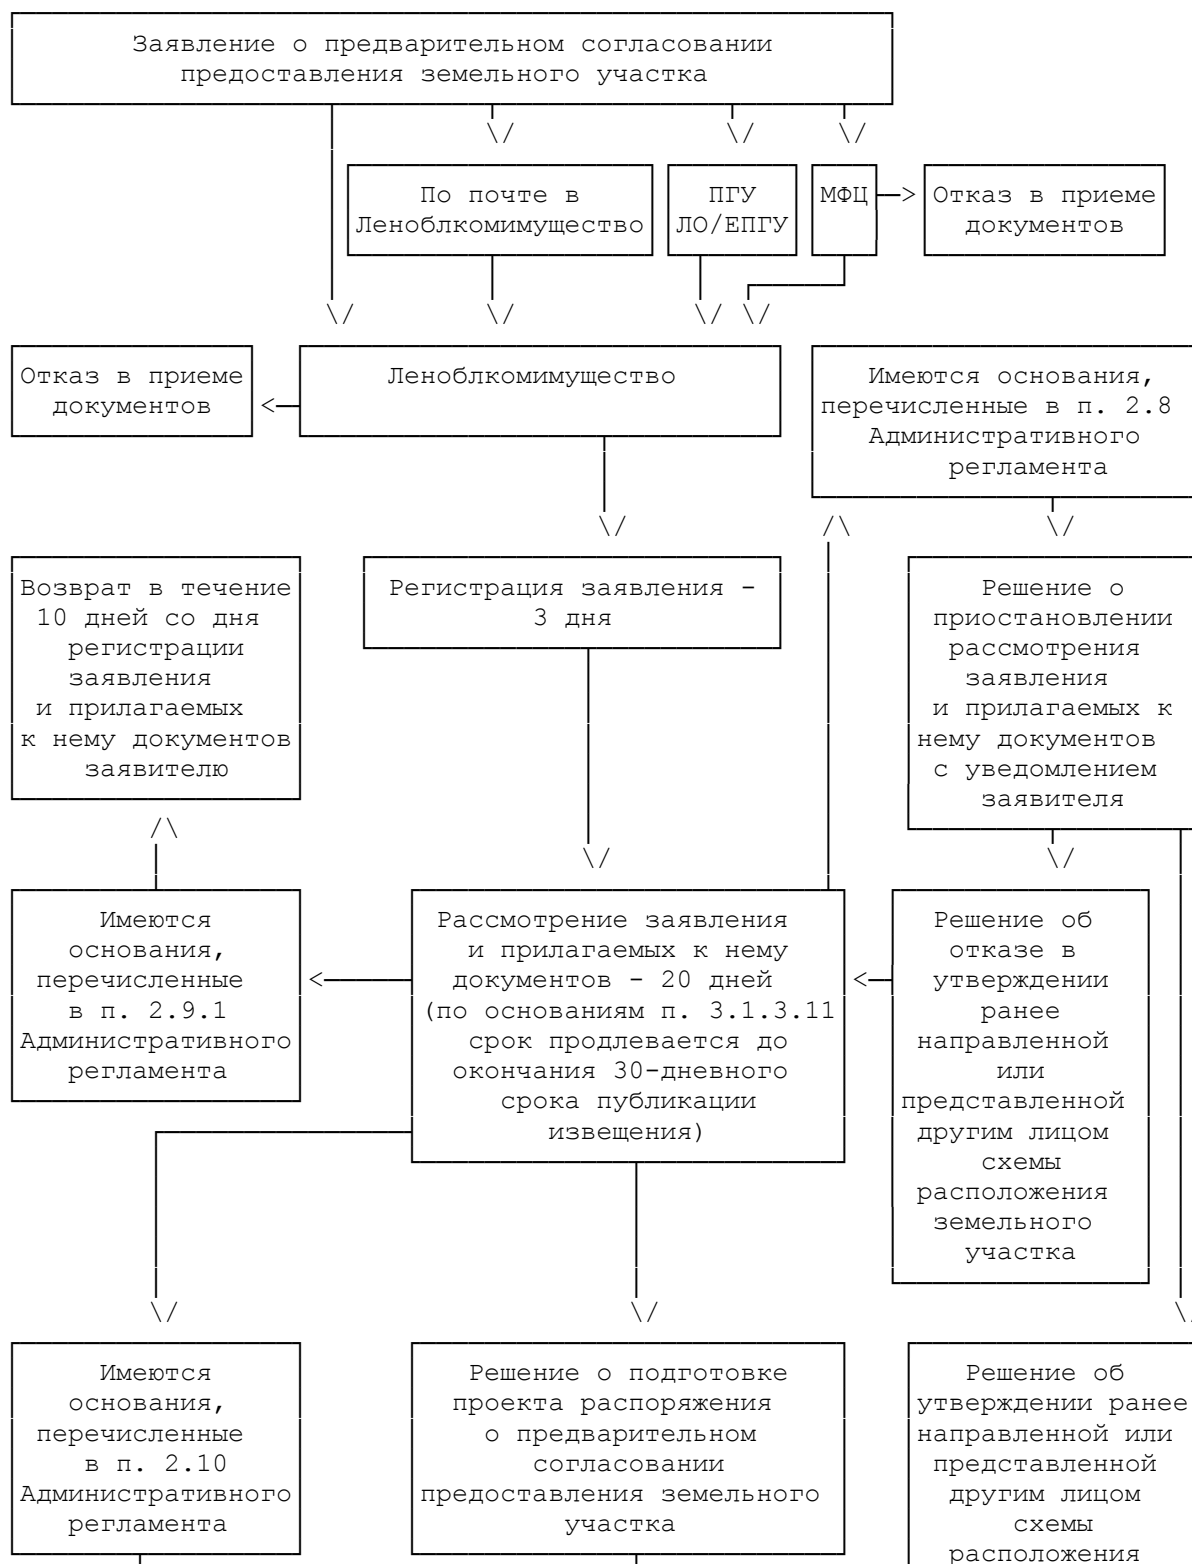 Заявление о предварительном согласовании
предоставления земельного участка
По почте в
Леноблкомимущество
ПГУ
ЛО/ЕПГУ
МФЦ
Отказ в приеме
документов
Отказ в приеме
документов
Леноблкомимущество
Имеются основания,
перечисленные в п. 2.8
Административного
регламента
Возврат в течение
10 дней со дня
регистрации
заявления
и прилагаемых
к нему документов
заявителю
Регистрация заявления -
3 дня
Решение о
приостановлении
рассмотрения
заявления
и прилагаемых к
нему документов
с уведомлением
заявителя
Имеются
основания,
перечисленные
в п. 2.9.1
Административного
регламента
Рассмотрение заявления
и прилагаемых к нему
документов - 20 дней
(по основаниям п. 3.1.3.11
срок продлевается до
окончания 30-дневного
срока публикации
извещения)
Решение об
отказе в
утверждении
ранее
направленной
или
представленной
другим лицом
схемы
расположения
земельного
участка
Имеются
основания,
перечисленные
в п. 2.10
Административного
регламента
Решение о подготовке
проекта распоряжения
о предварительном
согласовании
предоставления земельного
участка
Решение об
утверждении ранее
направленной или
представленной
другим лицом
схемы
расположения